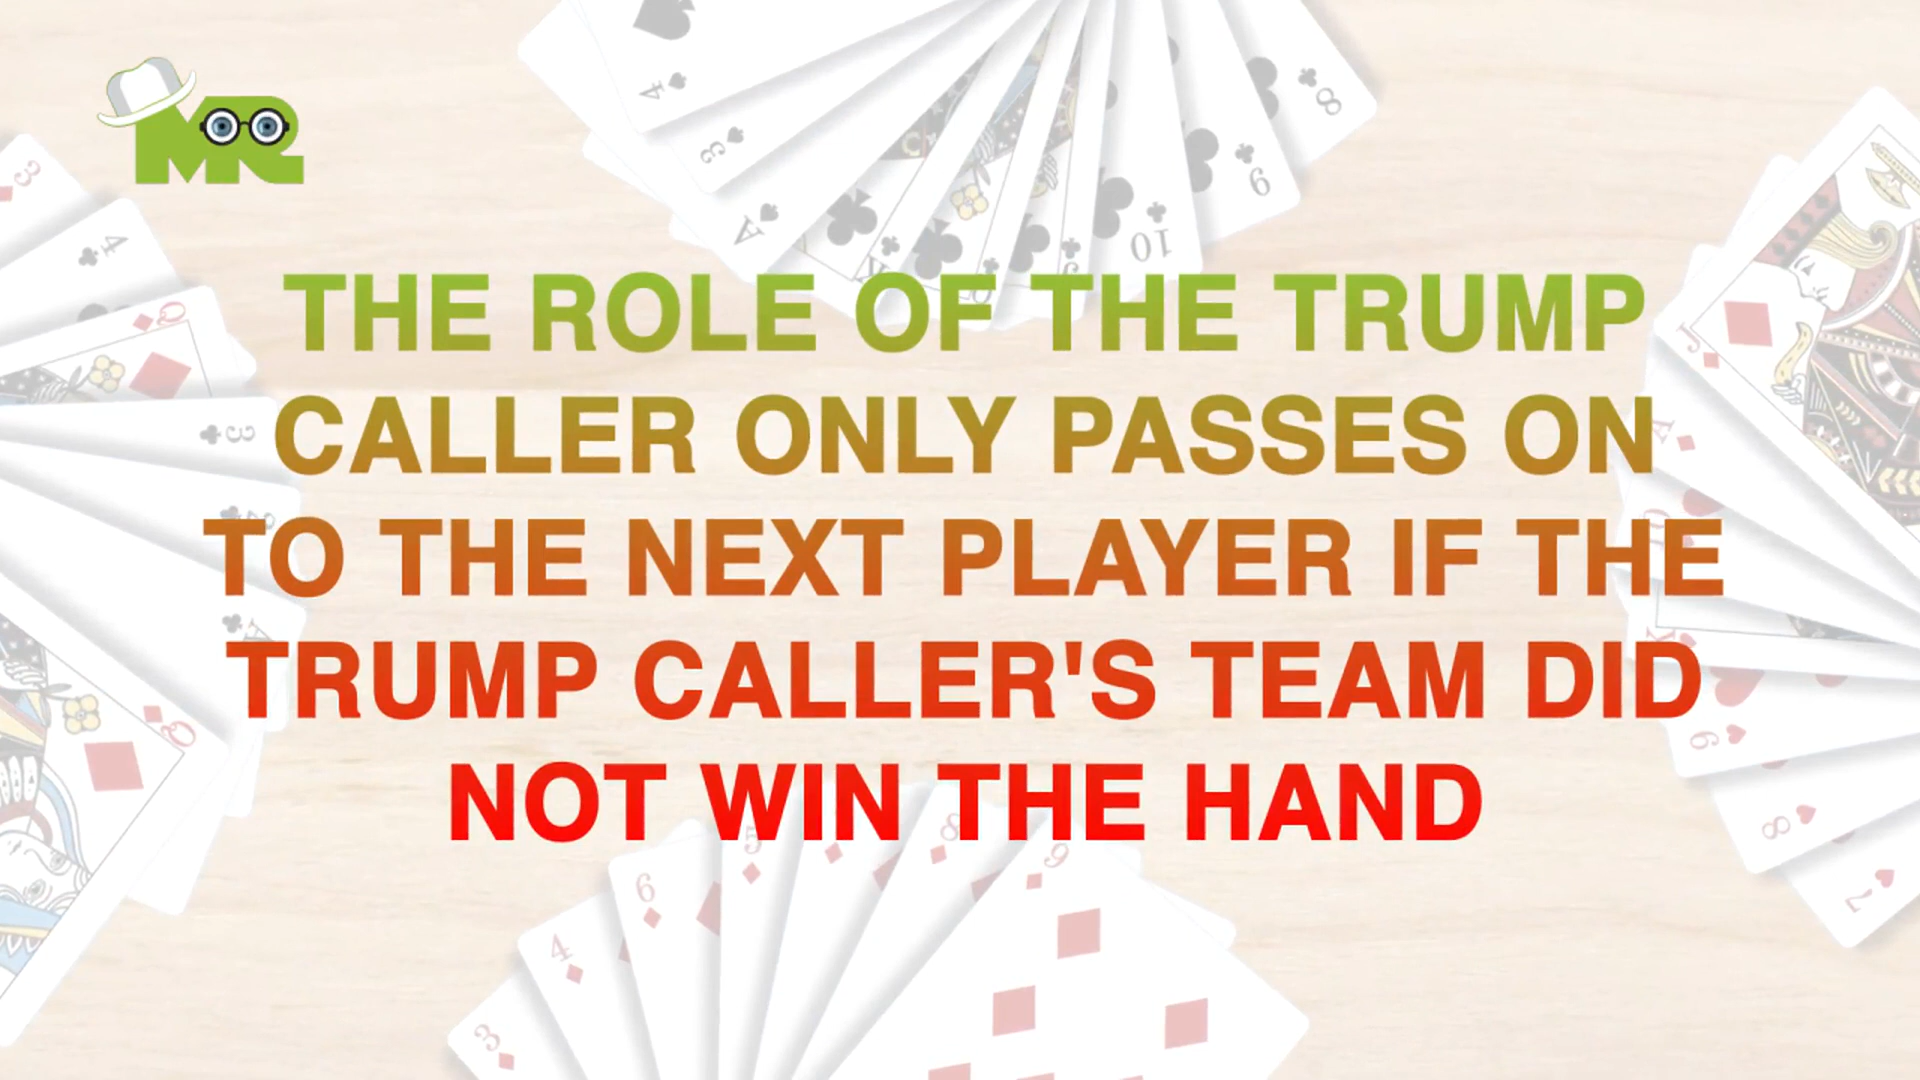 MR
THE ROLE OF THE TRUMP
CALLER ONLY PASSES ON
TO THE NEXT PLAYER IF THE
TRUMP CALLER'S TEAM DID
NOT WIN THE HAND